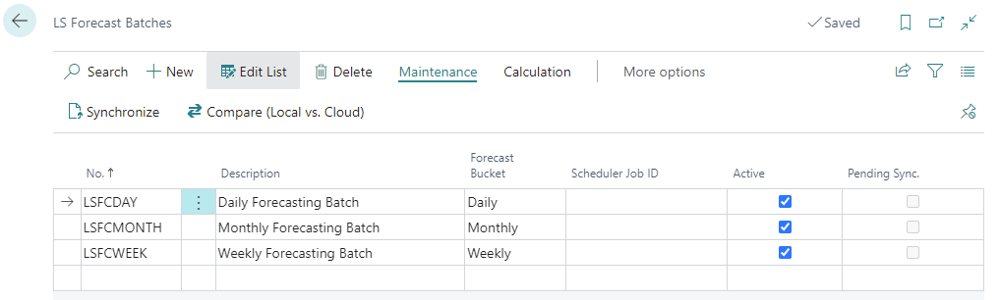 LS Forecast Batches
Saved
Search New Edit List Delete Maintenance Calculation More options
Synchronize Compare (Local vs. Cloud)
No. ↑ Description Forecast Bucket Scheduler Job ID Active Pending Sync.
LSFCDAY Daily Forecasting Batch Daily
LSFCMONTH Monthly Forecasting Batch Monthly
LSFCWEEK Weekly Forecasting Batch Weekly